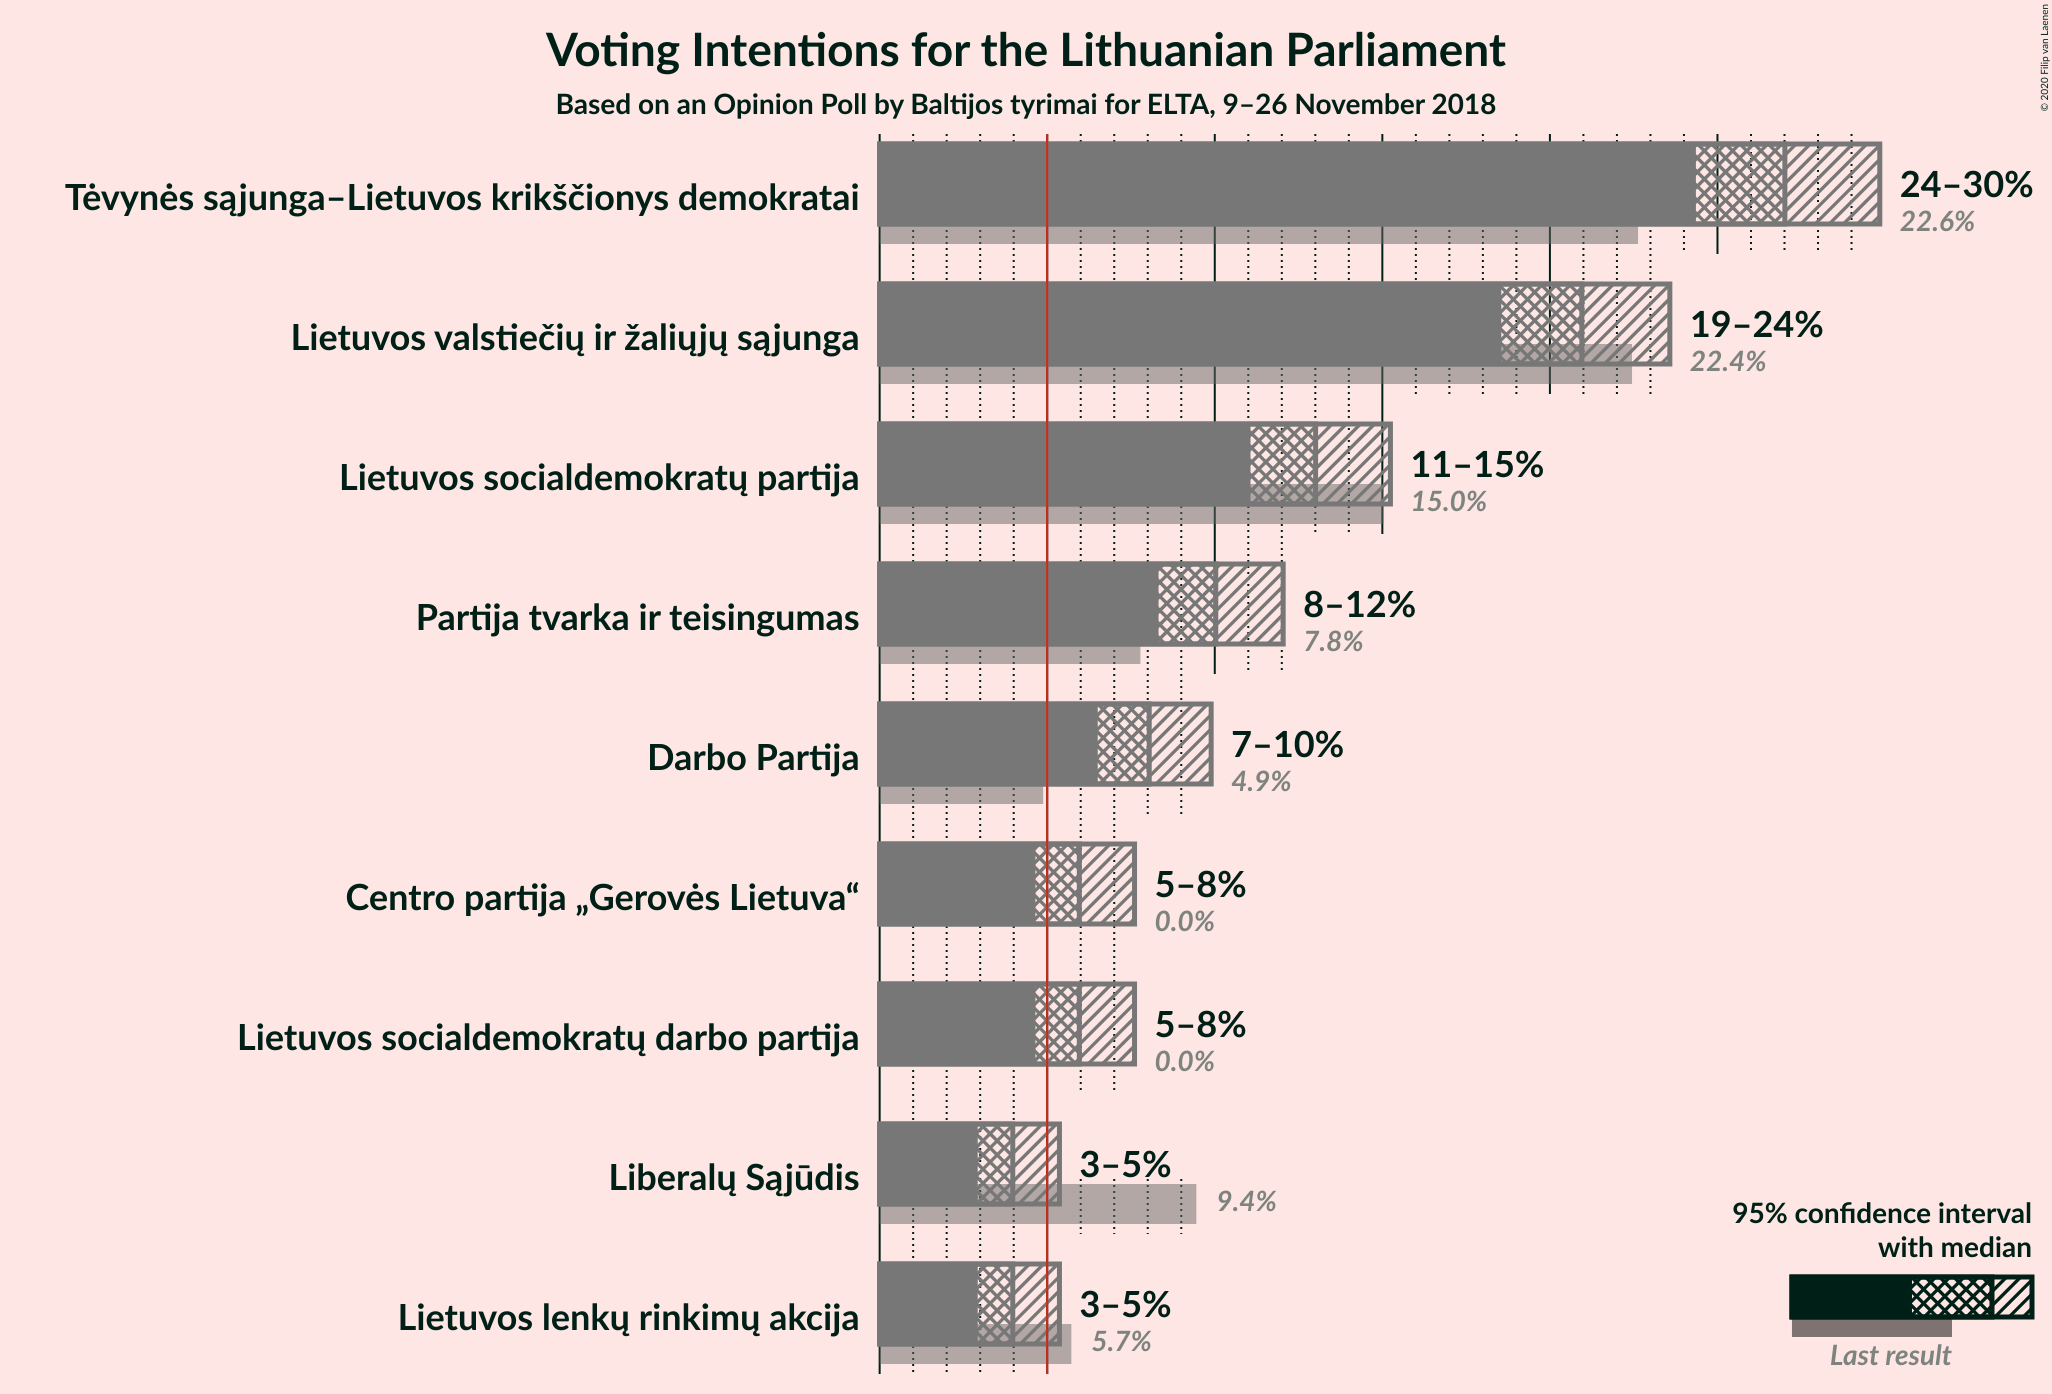 Voting Intentions for the Lithuanian Parliament
Based on an Opinion Poll by Baltijos tyrimai for ELTA, 9–26 November 2018
© 2020 Filip van Laenen
Tėvynės sąjunga–Lietuvos krikščionys demokratai
24–30%
22.6%
Lietuvos valstiečių ir žaliųjų sąjunga
19–24%
22.4%
Lietuvos socialdemokratų partija
11–15%
15.0%
Partija tvarka ir teisingumas
8–12%
7.8%
Darbo Partija
7–10%
4.9%
Centro partija „Gerovės Lietuva“
5–8%
0.0%
Lietuvos socialdemokratų darbo partija
5–8%
0.0%
Liberalų Sąjūdis
3–5%
9.4%
Lietuvos lenkų rinkimų akcija
3–5%
5.7%
95% confidence interval
with median
Last result